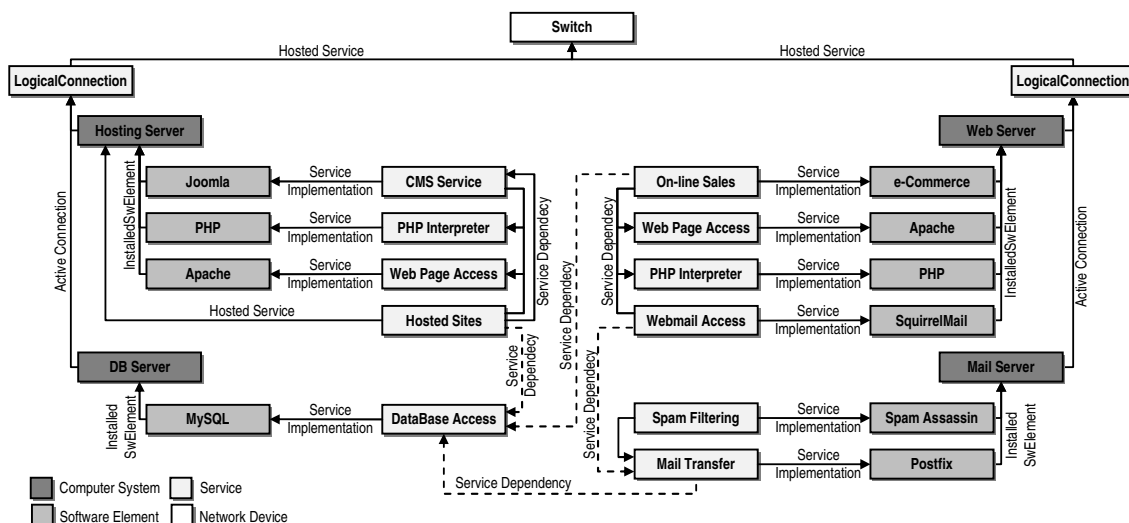 Switch
Hosted Service
Hosted Service
LogicalConnection
LogicalConnection
Hosting Server
Web Server
Joomla
Service
Implementation
CMS Service
On-line Sales
Service
Implementation
e-Commerce
PHP
Service
Implementation
PHP Interpreter
Web Page Access
Service
Implementation
Apache
Apache
Service
Implementation
Web Page Access
PHP Interpreter
Service
Implementation
PHP
Hosted Service
Hosted Sites
Webmail Access
Service
Implementation
SquirrelMail
InstalledSwElement
Active Connection
Service Dependecy
Service Dependecy
Service Dependecy
Service
Dependecy
Service Dependecy
InstalledSwElement
Active Connection
DB Server
Mail Server
MySQL
Service
Implementation
DataBase Access
Spam Filtering
Service
Implementation
Spam Assassin
Installed
SwElement
Installed
SwElement
Mail Transfer
Service
Implementation
Postfix
Service Dependency
Computer System
Service
Software Element
Network Device